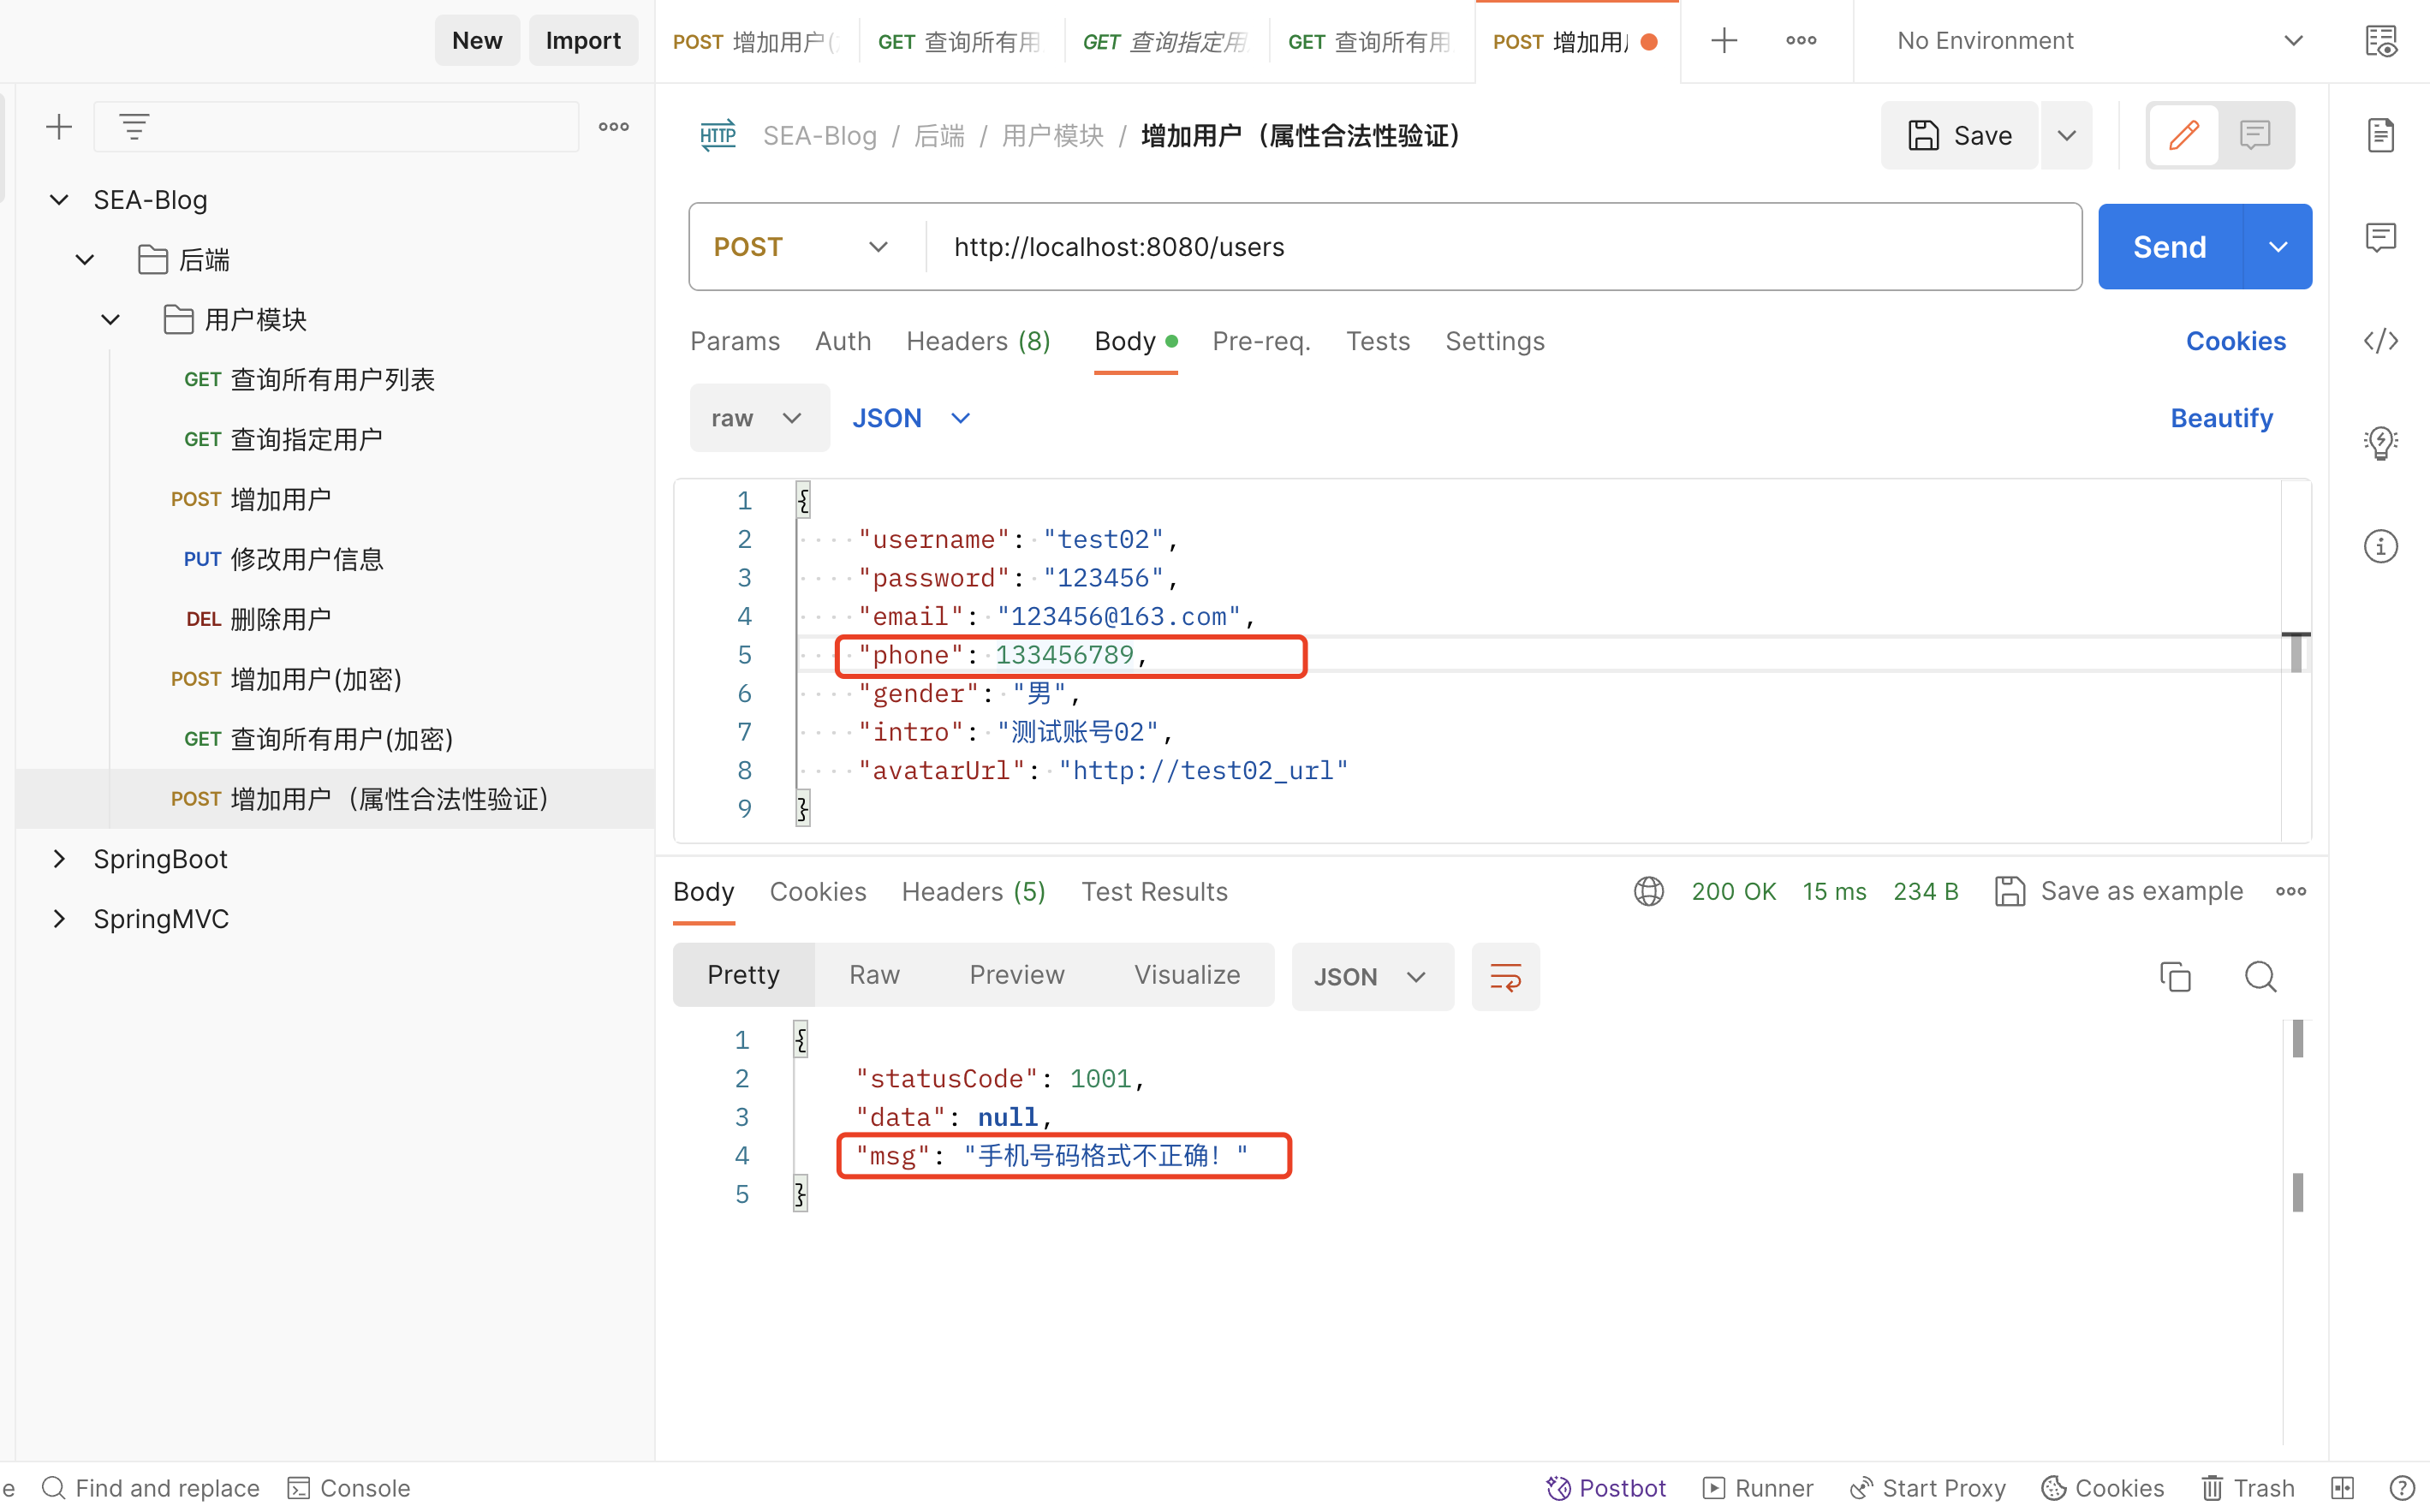 New Import
POST 增加用户( GET 查询所有用 GET 查询指定用 GET 查询所有用 POST 增加用 No Environment
SEA-Blog
后端
用户模块
GET 查询所有用户列表
GET 查询指定用户
POST 增加用户
PUT 修改用户信息
DEL 删除用户
POST 增加用户(加密)
GET 查询所有用户(加密)
POST 增加用户（属性合法性验证）
SpringBoot
SpringMVC
HTTP SEA-Blog / 后端 / 用户模块 / 增加用户（属性合法性验证） Save
POST http://localhost:8080/users Send
Params Auth Headers (8) Body Pre-req. Tests Settings Cookies
raw JSON Beautify
1 {
2 "username": "test02",
3 "password": "123456",
4 "email": "123456@163.com",
5 "phone": 133456789,
6 "gender": "男",
7 "intro": "测试账号02",
8 "avatarUrl": "http://test02_url"
9 }
Body Cookies Headers (5) Test Results 200 OK 15 ms 234 B Save as example
Pretty Raw Preview Visualize JSON
1 {
2 "statusCode": 1001,
3 "data": null,
4 "msg": "手机号码格式不正确！"
5 }
e Find and replace Console Postbot Runner Start Proxy Cookies Trash